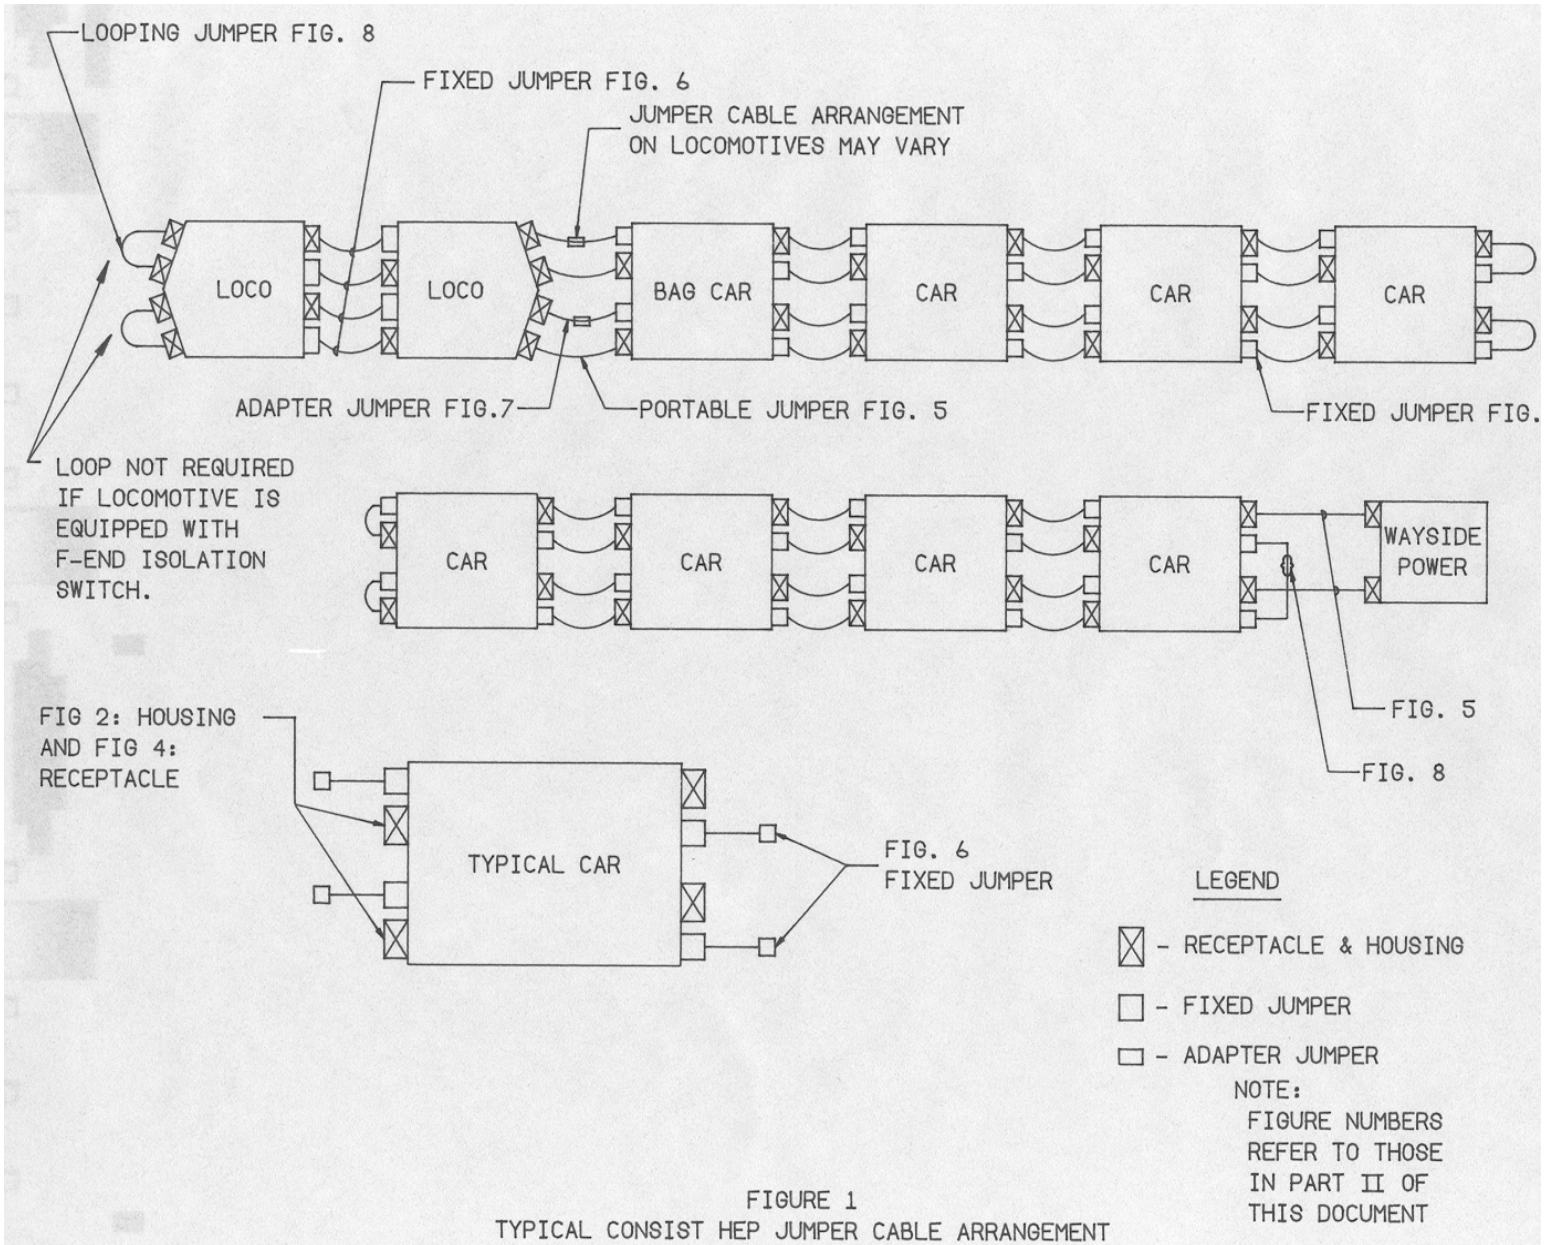 LOOPING JUMPER FIG. 8
FIXED JUMPER FIG. 6
JUMPER CABLE ARRANGEMENT
ON LOCOMOTIVES MAY VARY
LOCO
LOCO
BAG CAR
CAR
CAR
CAR
ADAPTER JUMPER FIG.7
PORTABLE JUMPER FIG. 5
FIXED JUMPER FIG.
LOOP NOT REQUIRED
IF LOCOMOTIVE IS
EQUIPPED WITH
F-END ISOLATION
SWITCH.
CAR
CAR
CAR
CAR
WAYSIDE
POWER
FIG. 5
FIG. 8
FIG 2: HOUSING
AND FIG 4:
RECEPTACLE
TYPICAL CAR
FIG. 6
FIXED JUMPER
LEGEND
- RECEPTACLE & HOUSING
- FIXED JUMPER
- ADAPTER JUMPER
NOTE:
FIGURE NUMBERS
REFER TO THOSE
IN PART II OF
THIS DOCUMENT
FIGURE 1
TYPICAL CONSIST HEP JUMPER CABLE ARRANGEMENT